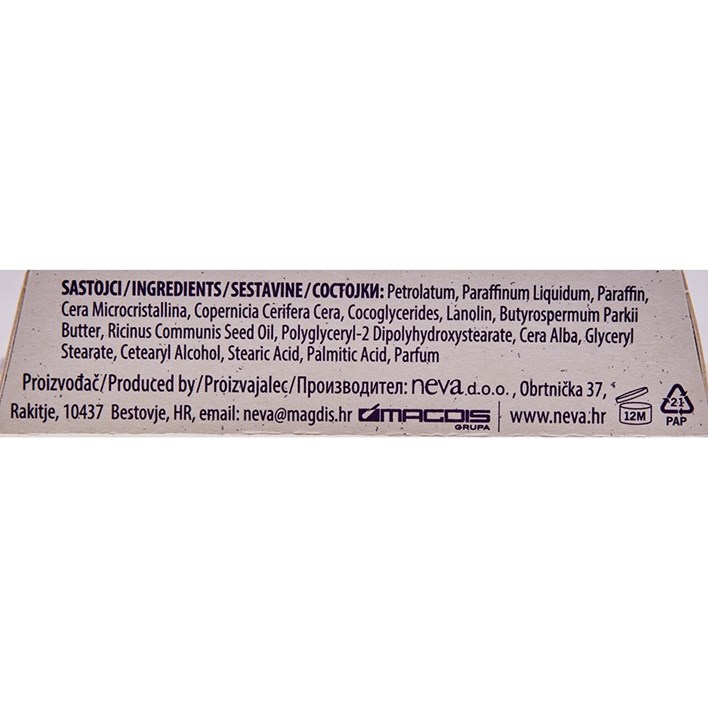 SASTOJCI/INGREDIENTS/SESTAVINE/СОСТОЈКИ: Petrolatum, Paraffinum Liquidum, Paraffin,
Cera Microcristallina, Copernicia Cerifera Cera, Cocoglycerides, Lanolin, Butyrospermum Parkii
Butter, Ricinus Communis Seed Oil, Polyglyceryl-2 Dipolyhydroxystearate, Cera Alba, Glyceryl
Stearate, Cetearyl Alcohol, Stearic Acid, Palmitic Acid, Parfum
Proizvođač/Produced by/Proizvajalec/Производител: neva d.o.o., Obrtnička 37,
Rakitje, 10437 Bestovje, HR, email: neva@magdis.hr MAGDIS GRUPA www.neva.hr
12M
21
PAP